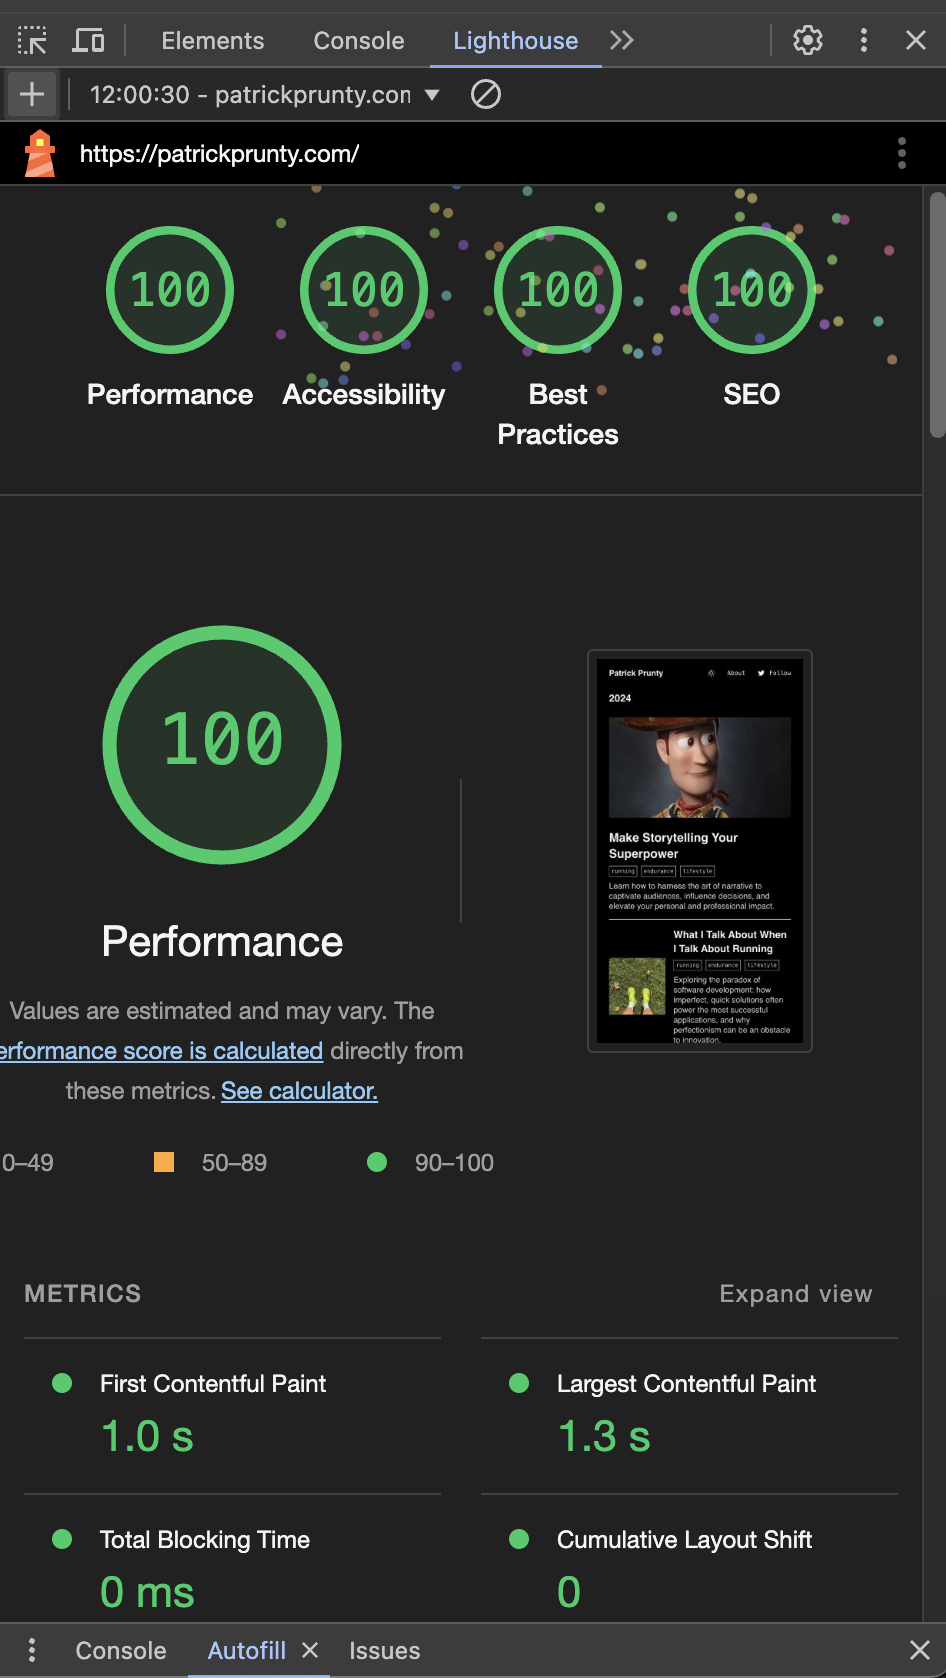 Elements Console Lighthouse
12:00:30 - patrickprunty.con
https://patrickprunty.com/
100 100 100 100
Performance Accessibility Best Practices SEO
100
Performance
Values are estimated and may vary. The
erformance score is calculated directly from
these metrics. See calculator.
0–49 50–89 90–100
Patrick Prunty About Follow
2024
Make Storytelling Your
Superpower
running endurance lifestyle
Learn how to harness the art of narrative to
captivate audiences, influence decisions, and
elevate your personal and professional impact.
What I Talk About When
I Talk About Running
running endurance lifestyle
Exploring the paradox of
software development: how
imperfect, quick solutions often
power the most successful
applications, and why
perfectionism can be an obstacle
to innovation.
METRICS Expand view
First Contentful Paint
1.0 s
Largest Contentful Paint
1.3 s
Total Blocking Time
0 ms
Cumulative Layout Shift
0
Console Autofill Issues